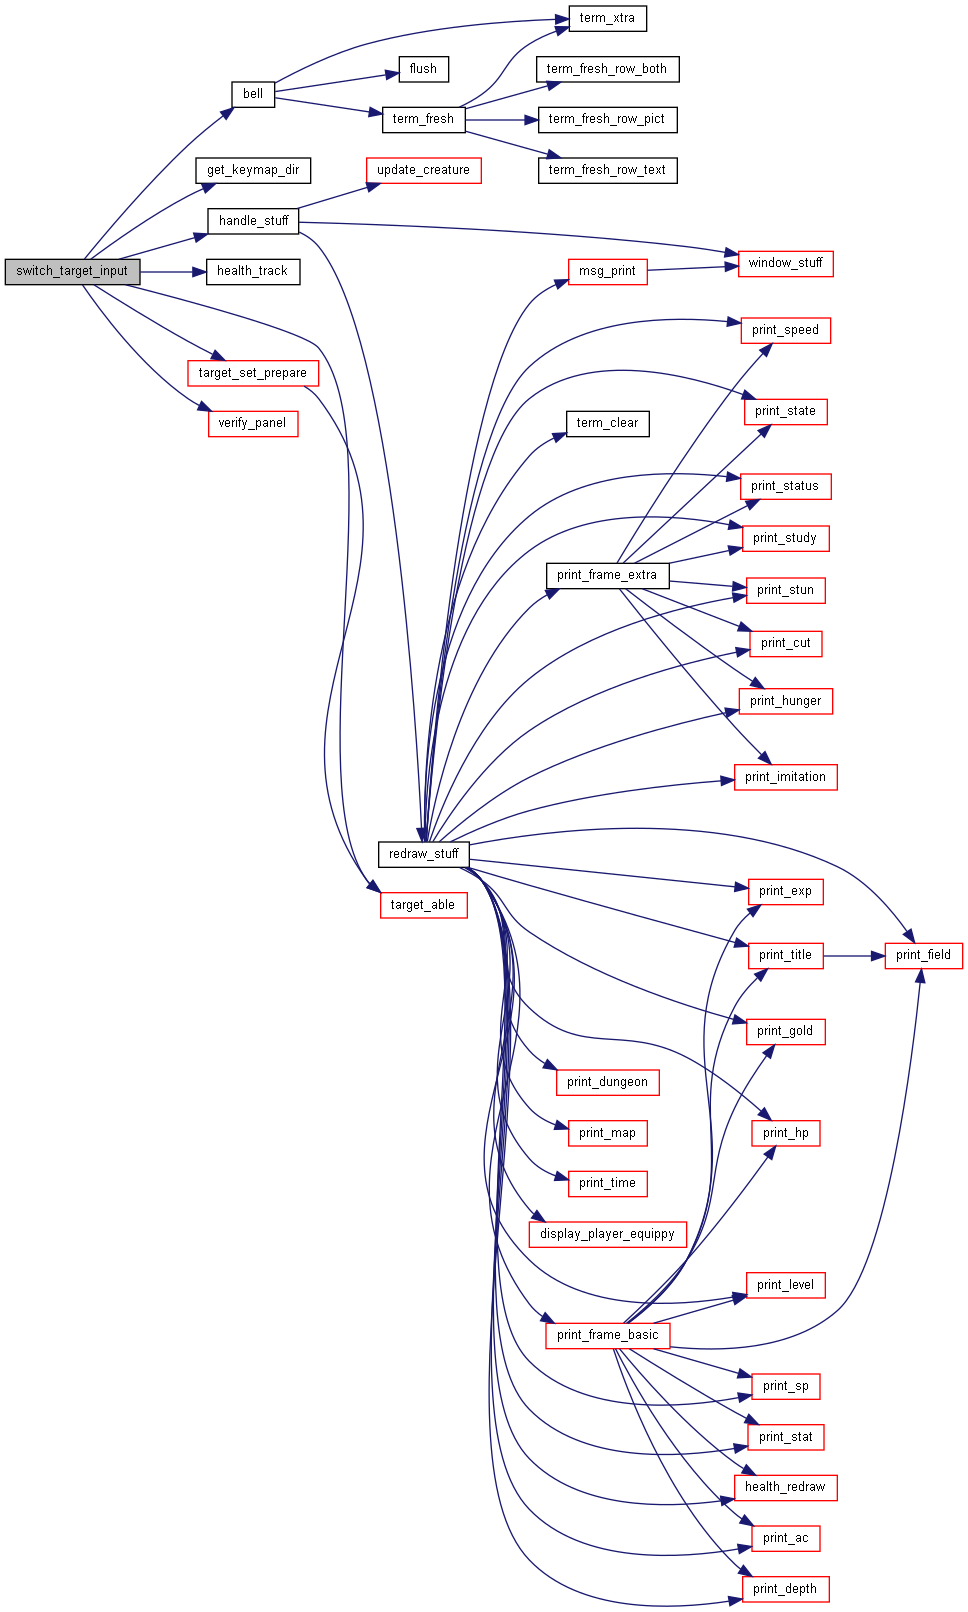 term_xtra
flush
term_fresh_row_both
bell
term_fresh
term_fresh_row_pict
get_keymap_dir
update_creature
term_fresh_row_text
handle_stuff
switch_target_input
health_track
msg_print
window_stuff
print_speed
target_set_prepare
print_state
verify_panel
term_clear
print_status
print_study
print_frame_extra
print_stun
print_cut
print_hunger
print_imitation
redraw_stuff
target_able
print_exp
print_title
print_field
print_gold
print_dungeon
print_map
print_hp
print_time
display_player_equippy
print_level
print_frame_basic
print_sp
print_stat
health_redraw
print_ac
print_depth